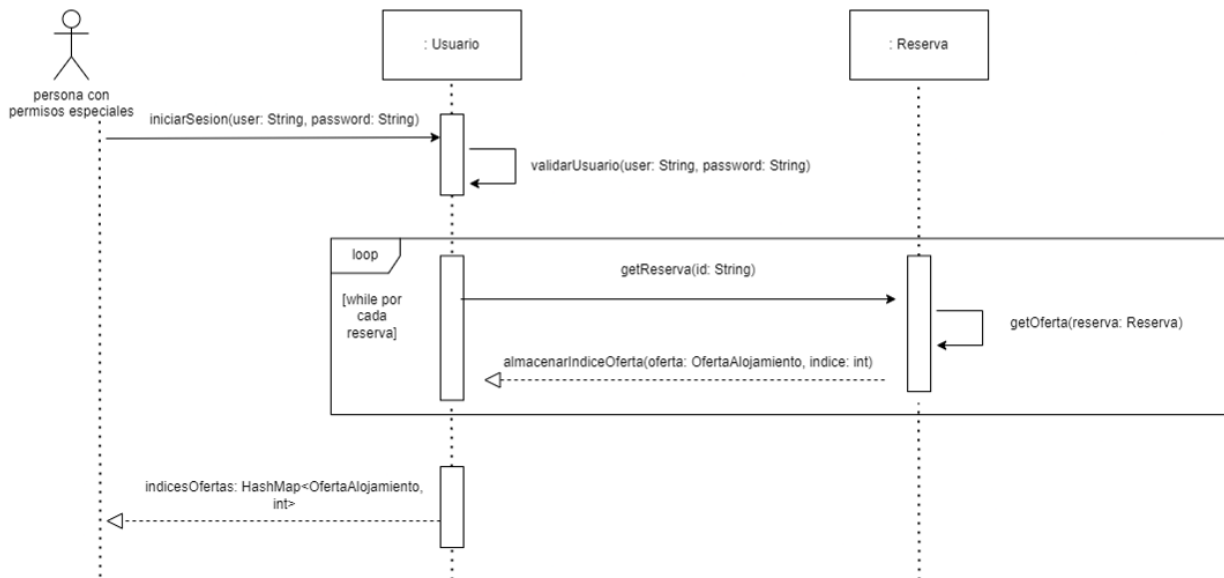 : Usuario
: Reserva
persona con
permisos especiales
iniciarSesion(user: String, password: String)
validarUsuario(user: String, password: String)
loop
[while por
cada
reserva]
getReserva(id: String)
getOferta(reserva: Reserva)
almacenarIndiceOferta(oferta: OfertaAlojamiento, indice: int)
indicesOfertas: HashMap<OfertaAlojamiento,
int>